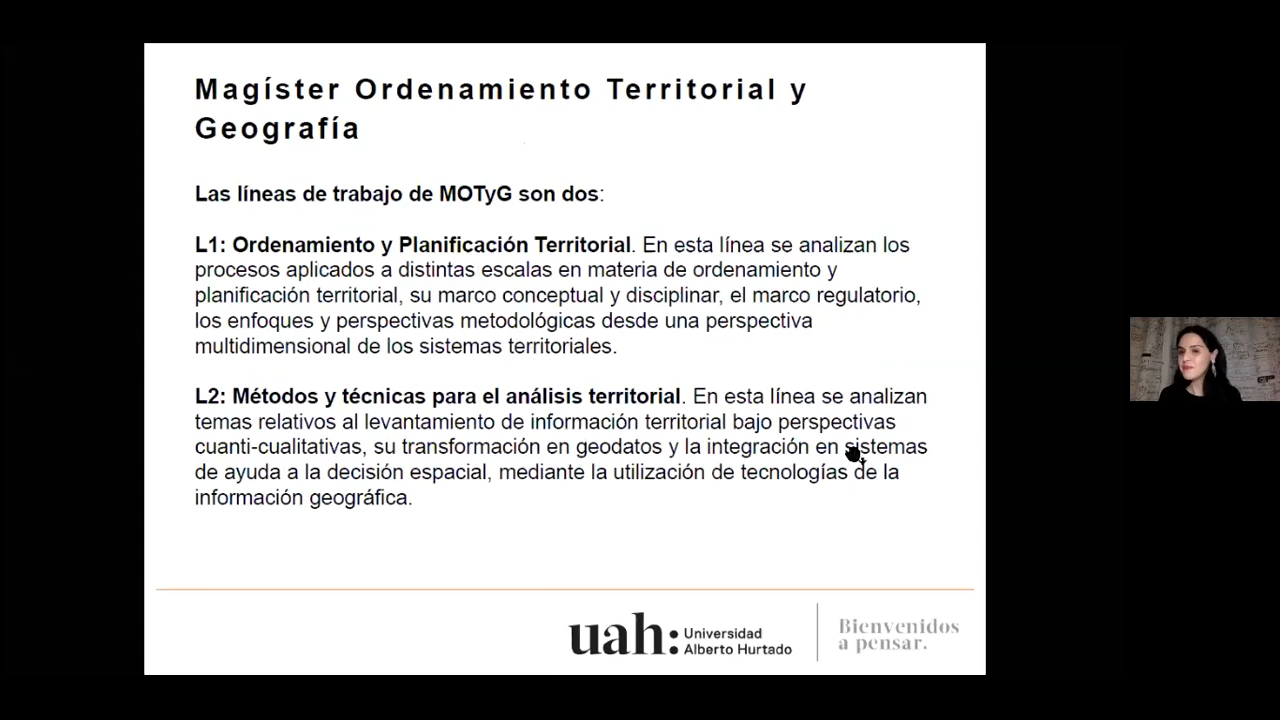 Magíster Ordenamiento Territorial y
Geografía
Las líneas de trabajo de MOTyG son dos:
L1: Ordenamiento y Planificación Territorial. En esta línea se analizan los
procesos aplicados a distintas escalas en materia de ordenamiento y
planificación territorial, su marco conceptual y disciplinar, el marco regulatorio,
los enfoques y perspectivas metodológicas desde una perspectiva
multidimensional de los sistemas territoriales.
L2: Métodos y técnicas para el análisis territorial. En esta línea se analizan
temas relativos al levantamiento de información territorial bajo perspectivas
cuanti-cualitativas, su transformación en geodatos y la integración en sistemas
de ayuda a la decisión espacial, mediante la utilización de tecnologías de la
información geográfica.
uah: Universidad
Alberto Hurtado
Bienvenidos
a pensar.